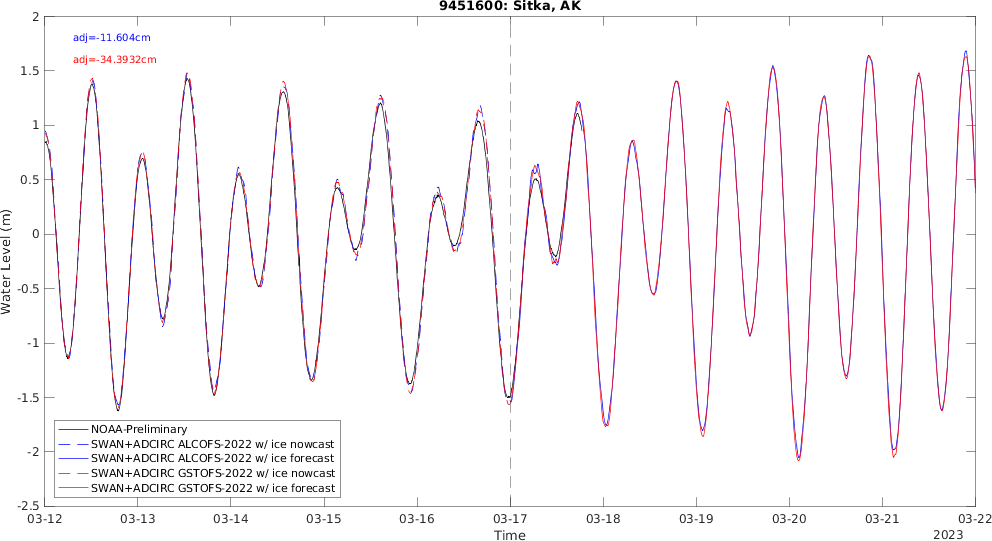 9451600: Sitka, AK
adj=-11.604cm
adj=-34.3932cm
Water Level (m)
2
1.5
1
0.5
0
-0.5
-1
-1.5
-2
-2.5
NOAA-Preliminary
SWAN+ADCIRC ALCOFS-2022 w/ ice nowcast
SWAN+ADCIRC ALCOFS-2022 w/ ice forecast
SWAN+ADCIRC GSTOFS-2022 w/ ice nowcast
SWAN+ADCIRC GSTOFS-2022 w/ ice forecast
03-12 03-13 03-14 03-15 03-16 03-17 03-18 03-19 03-20 03-21 03-22
Time
2023